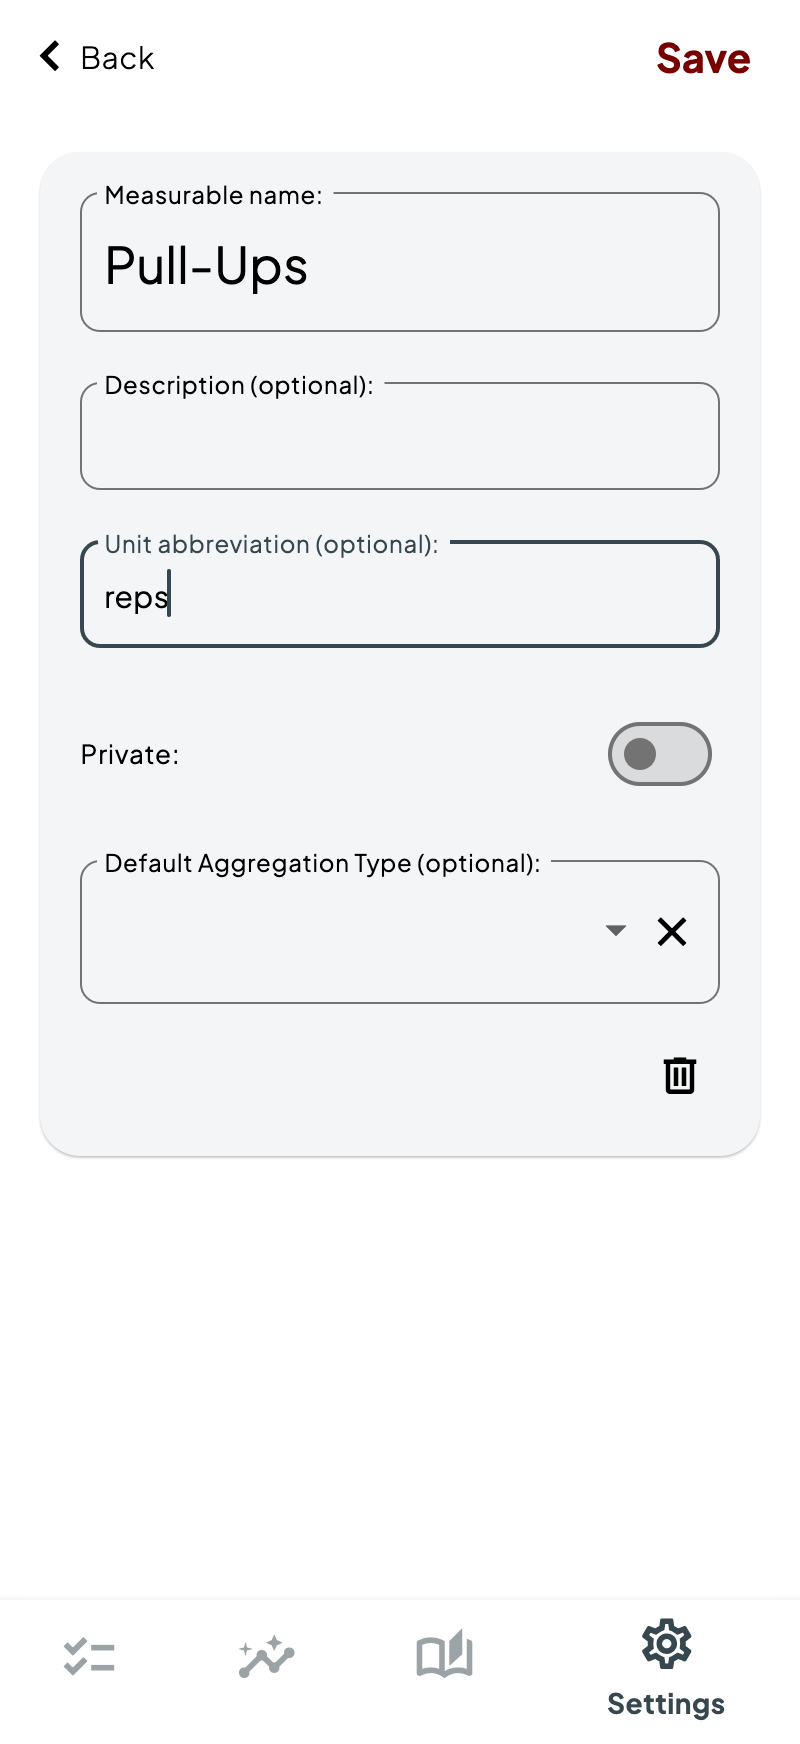 Back
Save
Measurable name:
Pull-Ups
Description (optional):
Unit abbreviation (optional):
reps
Private:
Default Aggregation Type (optional):
Settings